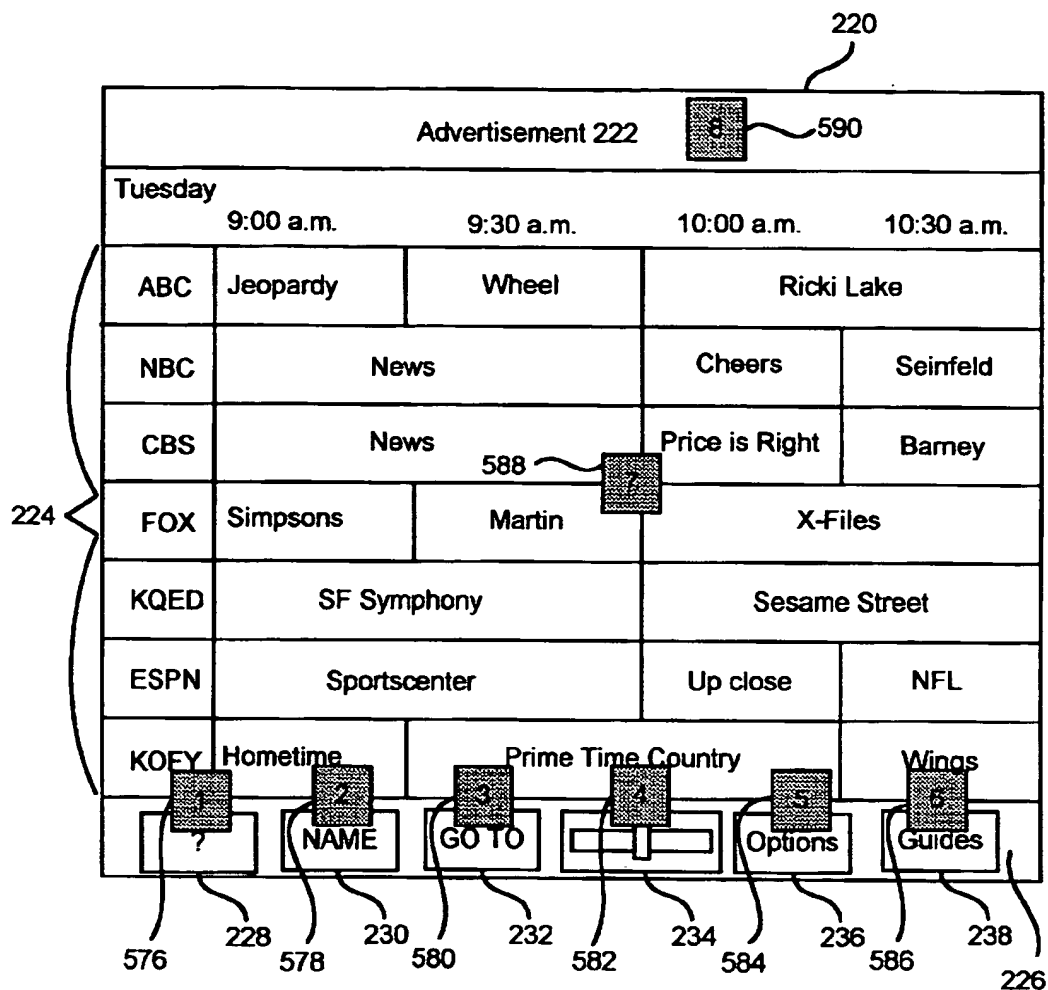 220
Advertisement 222 8 590
Tuesday
9:00 a.m. 9:30 a.m. 10:00 a.m. 10:30 a.m.
ABC Jeopardy Wheel Ricki Lake
NBC News Cheers Seinfeld
CBS News Price is Right Barney
588 7
224 FOX Simpsons Martin X-Files
KQED SF Symphony Sesame Street
ESPN Sportscenter Up close NFL
KOFY Hometime Prime Time Country Wings
1 2 3 4 5 6
? NAME GO TO Options Guides
228 230 232 234 236 238
576 578 580 582 584 586 226